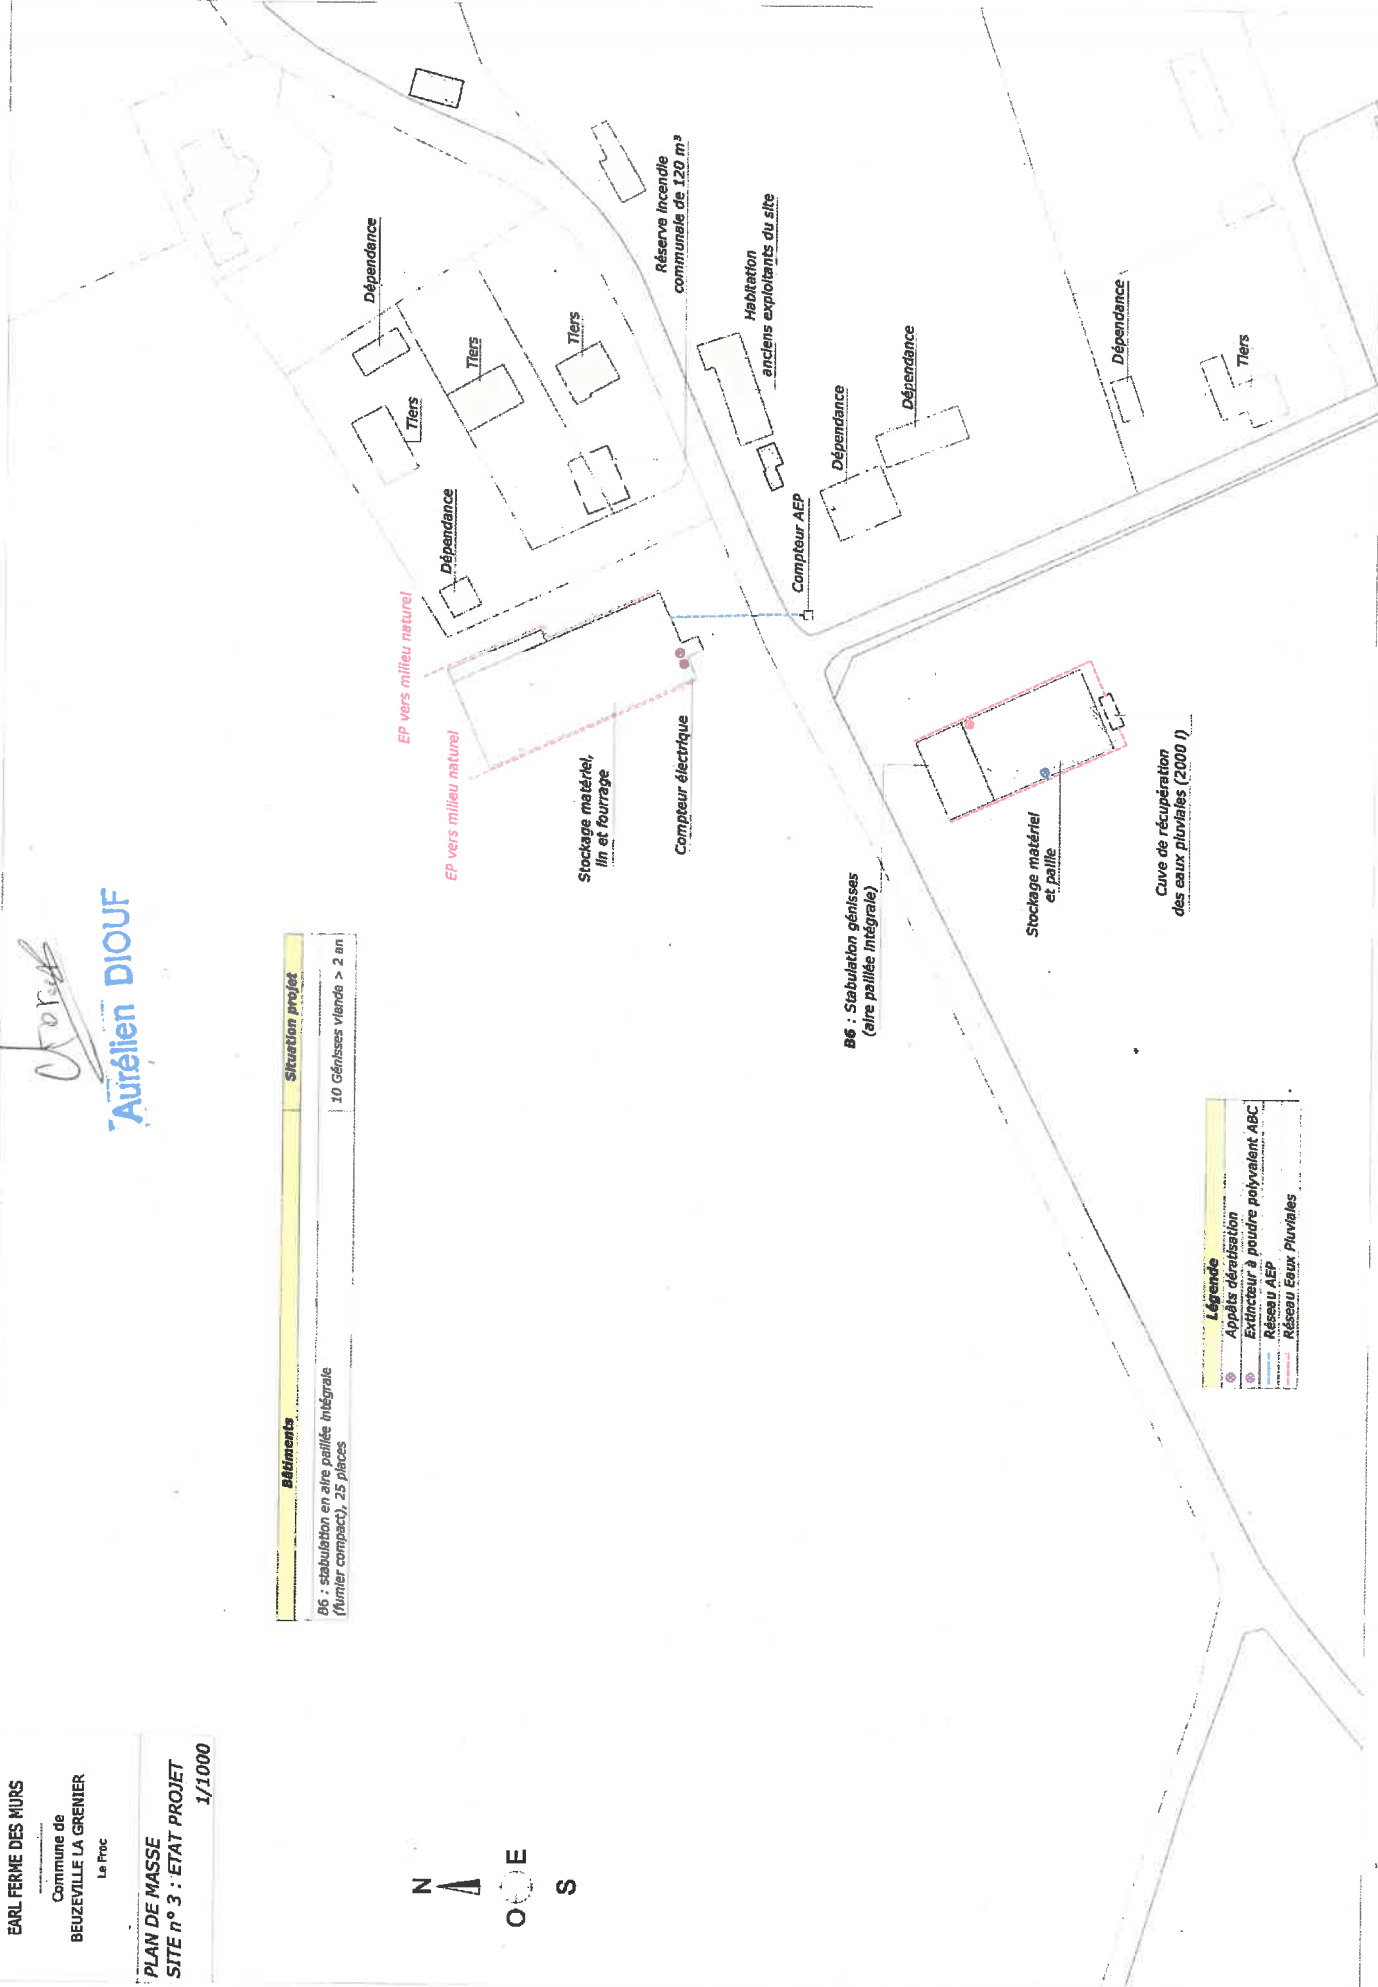 EARL FERME DES MURS
Commune de
BEUZEVILLE LA GRENIER
Le Froc
PLAN DE MASSE
SITE n° 3 : ETAT PROJET
1/1000
Aurélien DIOUF
N
O
E
S
Bâtiments
Situation projet
B6 : stabulation en aire paillée intégrale
(fumier compact), 25 places
10 Génisses viande > 2 an
EP vers milieu naturel
EP vers milieu naturel
Dépendance
Tiers
Dépendance
Tiers
Tiers
Réserve incendie
communale de 120 m³
Habitation
anciens exploitants du site
Stockage matériel,
lin et fourrage
Compteur électrique
Compteur AEP
Dépendance
Dépendance
Dépendance
Tiers
B6 : Stabulation génisses
(aire paillée intégrale)
Stockage matériel
et paille
Cuve de récupération
des eaux pluviales (2000 l)
Légende
Appâts dératisation
Extincteur à poudre polyvalent ABC
Réseau AEP
Réseau Eaux Pluviales